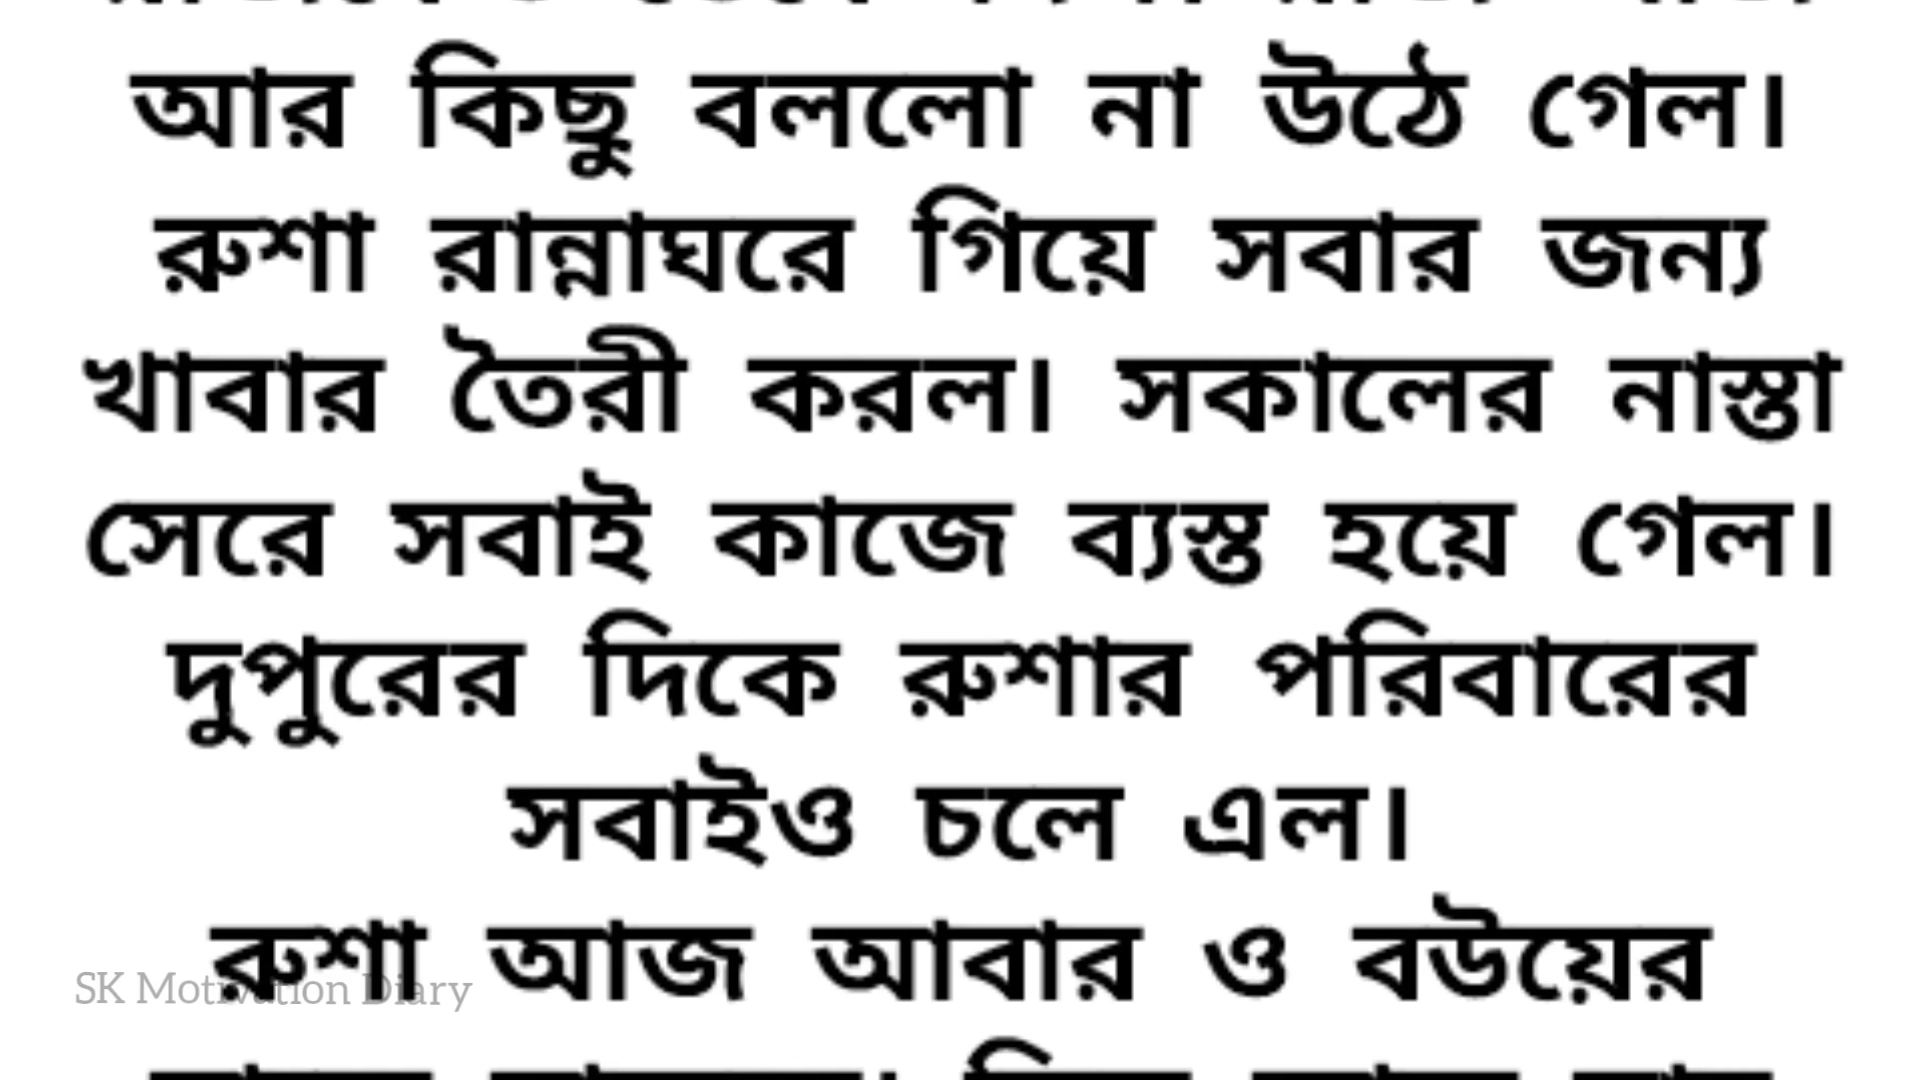 আর কিছু বললো না উঠে গেল।
রুশা রান্নাঘরে গিয়ে সবার জন্য
খাবার তৈরী করল। সকালের নাস্তা
সেরে সবাই কাজে ব্যস্ত হয়ে গেল।
দুপুরের দিকে রুশার পরিবারের
সবাইও চলে এল।
রুশা আজ আবার ও বউয়ের
SK Motivation Diary